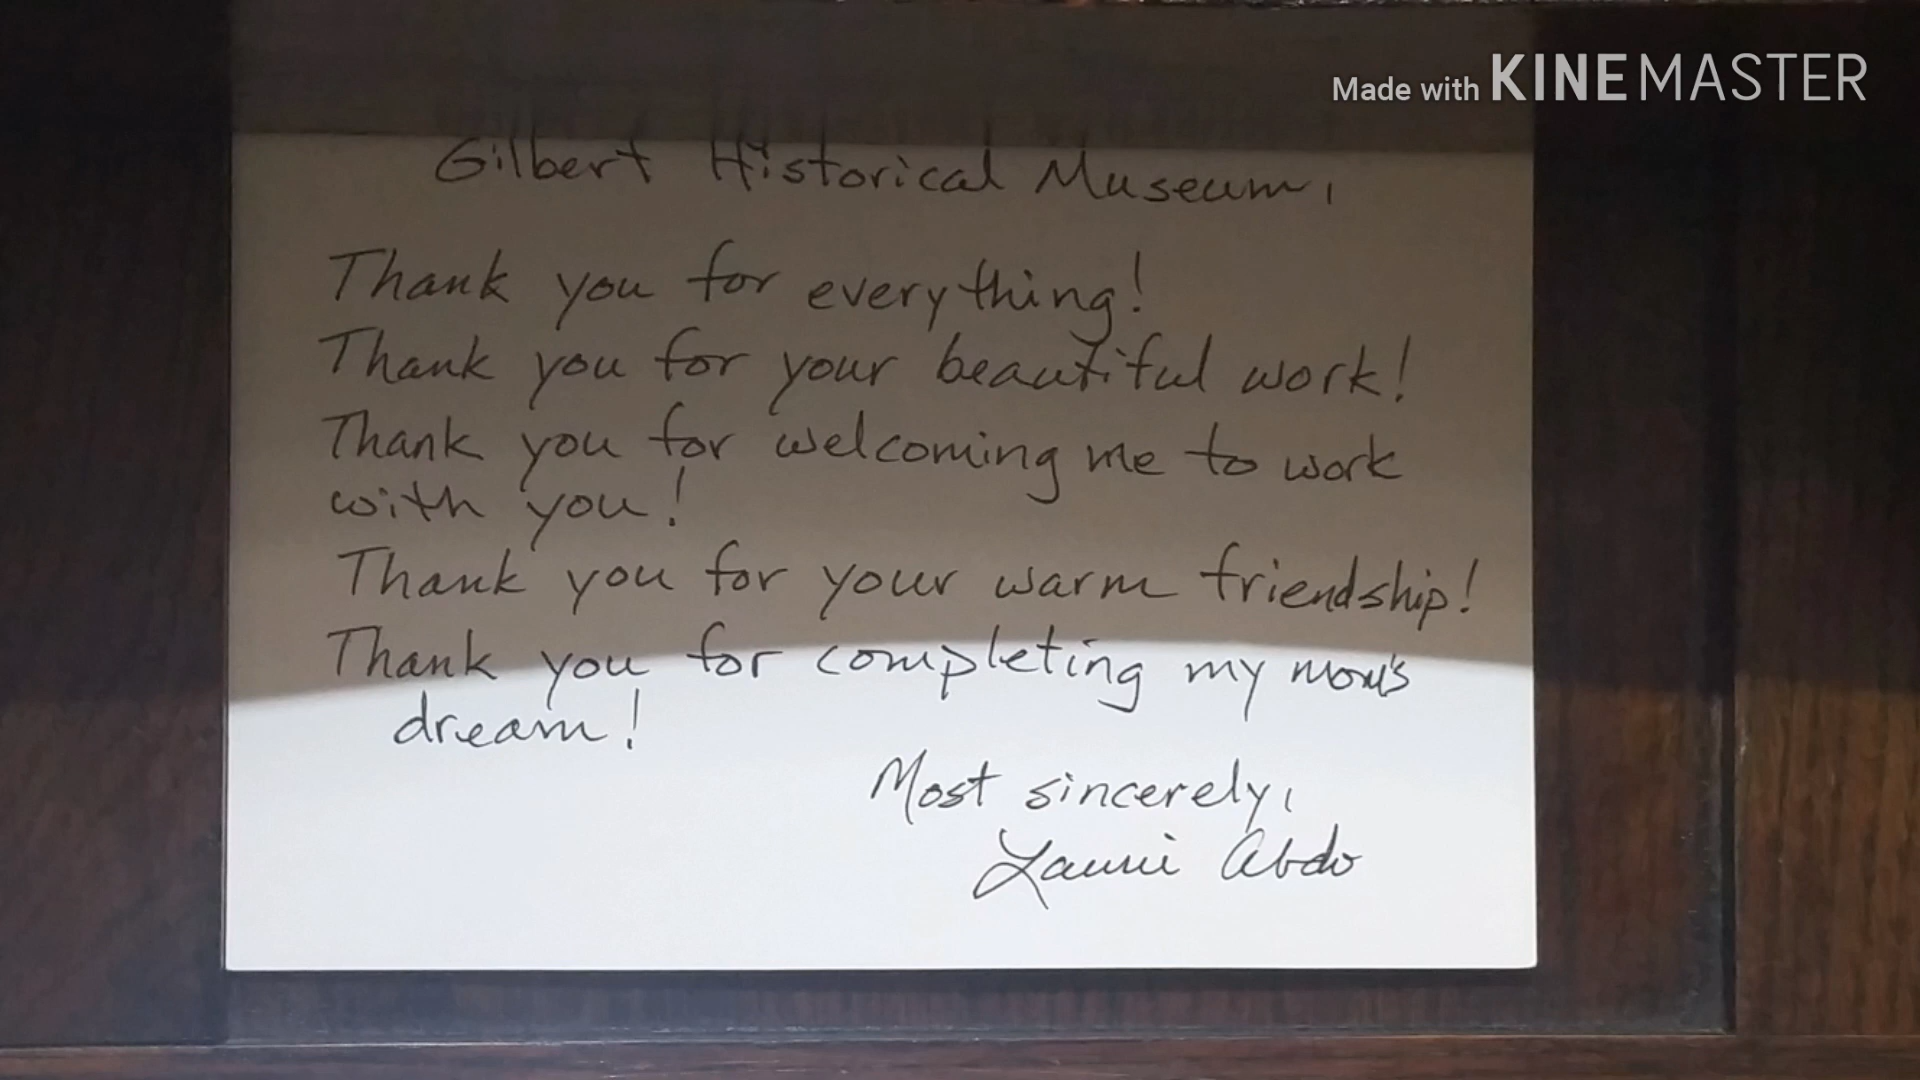 Made with KINEMASTER
Gilbert Historical Museum,
Thank you for everything!
Thank you for your beautiful work!
Thank you for welcoming me to work
with you!
Thank you for your warm friendship!
Thank you for completing my mom's
dream!
Most sincerely,
Laurie Abdo